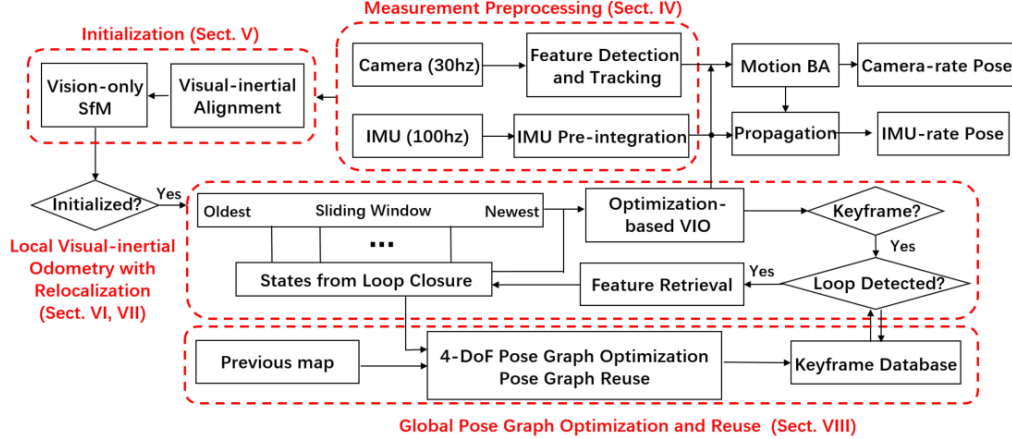 Measurement Preprocessing (Sect. IV)
Initialization (Sect. V)
Vision-only
SfM
Visual-inertial
Alignment
Camera (30hz)
Feature Detection
and Tracking
Motion BA
Camera-rate Pose
IMU (100hz)
IMU Pre-integration
Propagation
IMU-rate Pose
Initialized?
Yes
Oldest
Sliding Window
Newest
...
States from Loop Closure
Optimization-
based VIO
Keyframe?
Yes
Loop Detected?
Yes
Feature Retrieval
Local Visual-inertial
Odometry with
Relocalization
(Sect. VI, VII)
Previous map
4-DoF Pose Graph Optimization
Pose Graph Reuse
Keyframe Database
Global Pose Graph Optimization and Reuse (Sect. VIII)